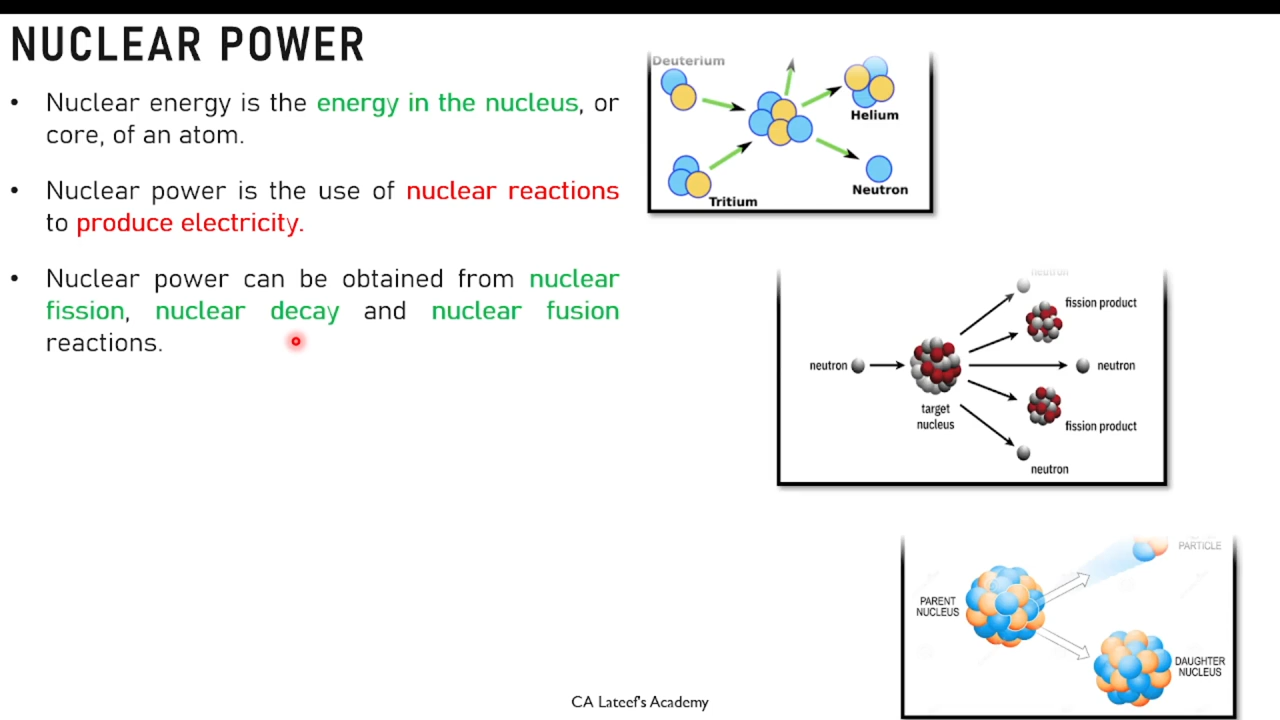 NUCLEAR POWER
• Nuclear energy is the energy in the nucleus, or
core, of an atom.
• Nuclear power is the use of nuclear reactions
to produce electricity.
• Nuclear power can be obtained from nuclear
fission, nuclear decay and nuclear fusion
reactions.
Deuterium
Helium
Neutron
Tritium
neutron
fission product
neutron
neutron
target
nucleus
fission product
neutron
PARTICLE
PARENT
NUCLEUS
DAUGHTER
NUCLEUS
CA Lateef's Academy